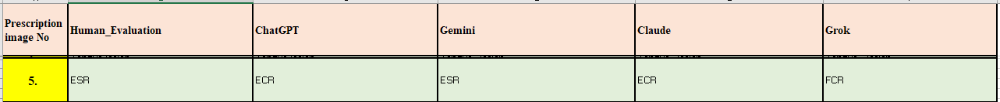 Prescription image No Human_Evaluation ChatGPT Gemini Claude Grok
5. ESR ECR ESR ECR FCR